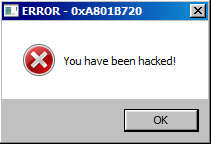 ERROR - 0xA801B720
You have been hacked!
OK